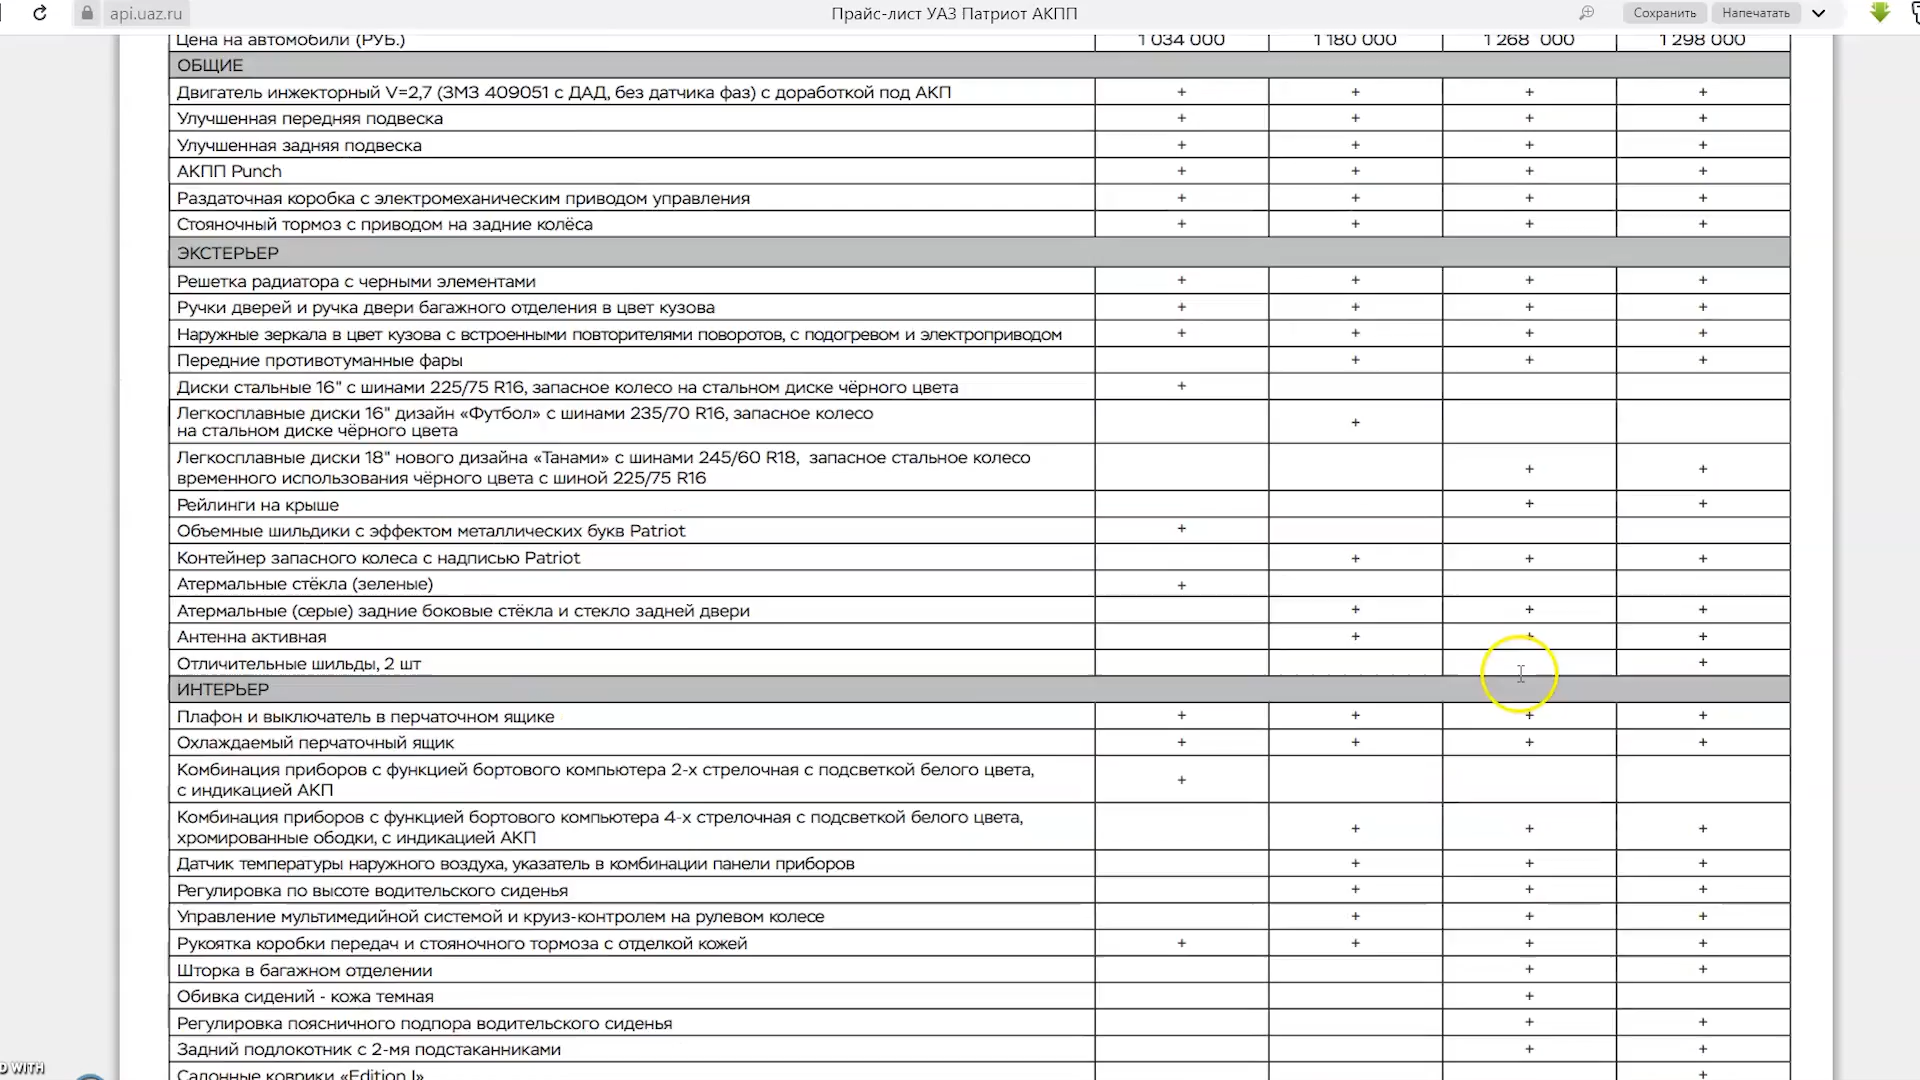 api.uaz.ru
Прайс-лист УАЗ Патриот АКПП
Сохранить
Напечатать
Цена на автомобили (РУБ.) 1 034 000 1 180 000 1 268 000 1 298 000
ОБЩИЕ
Двигатель инжекторный V=2,7 (ЗМЗ 409051 с ДАД, без датчика фаз) с доработкой под АКП + + + +
Улучшенная передняя подвеска + + + +
Улучшенная задняя подвеска + + + +
АКПП Punch + + + +
Раздаточная коробка с электромеханическим приводом управления + + + +
Стояночный тормоз с приводом на задние колёса + + + +
ЭКСТЕРЬЕР
Решетка радиатора с черными элементами + + + +
Ручки дверей и ручка двери багажного отделения в цвет кузова + + + +
Наружные зеркала в цвет кузова с встроенными повторителями поворотов, с подогревом и электроприводом + + + +
Передние противотуманные фары + + +
Диски стальные 16" с шинами 225/75 R16, запасное колесо на стальном диске чёрного цвета +
Легкосплавные диски 16" дизайн «Футбол» с шинами 235/70 R16, запасное колесо
на стальном диске чёрного цвета +
Легкосплавные диски 18" нового дизайна «Танами» с шинами 245/60 R18, запасное стальное колесо
временного использования чёрного цвета с шиной 225/75 R16 + +
Рейлинги на крыше + +
Объемные шильдики с эффектом металлических букв Patriot +
Контейнер запасного колеса с надписью Patriot + + +
Атермальные стёкла (зеленые) +
Атермальные (серые) задние боковые стёкла и стекло задней двери + + +
Антенна активная + + +
Отличительные шильды, 2 шт +
ИНТЕРЬЕР
Плафон и выключатель в перчаточном ящике + + + +
Охлаждаемый перчаточный ящик + + + +
Комбинация приборов с функцией бортового компьютера 2-х стрелочная с подсветкой белого цвета,
с индикацией АКП +
Комбинация приборов с функцией бортового компьютера 4-х стрелочная с подсветкой белого цвета,
хромированные ободки, с индикацией АКП + + +
Датчик температуры наружного воздуха, указатель в комбинации панели приборов + + +
Регулировка по высоте водительского сиденья + + +
Управление мультимедийной системой и круиз-контролем на рулевом колесе + + +
Рукоятка коробки передач и стояночного тормоза с отделкой кожей + + + +
Шторка в багажном отделении + +
Обивка сидений - кожа темная +
Регулировка поясничного подпора водительского сиденья + +
Задний подлокотник с 2-мя подстаканниками + +
Салонные коврики «Edition I» +
WITH